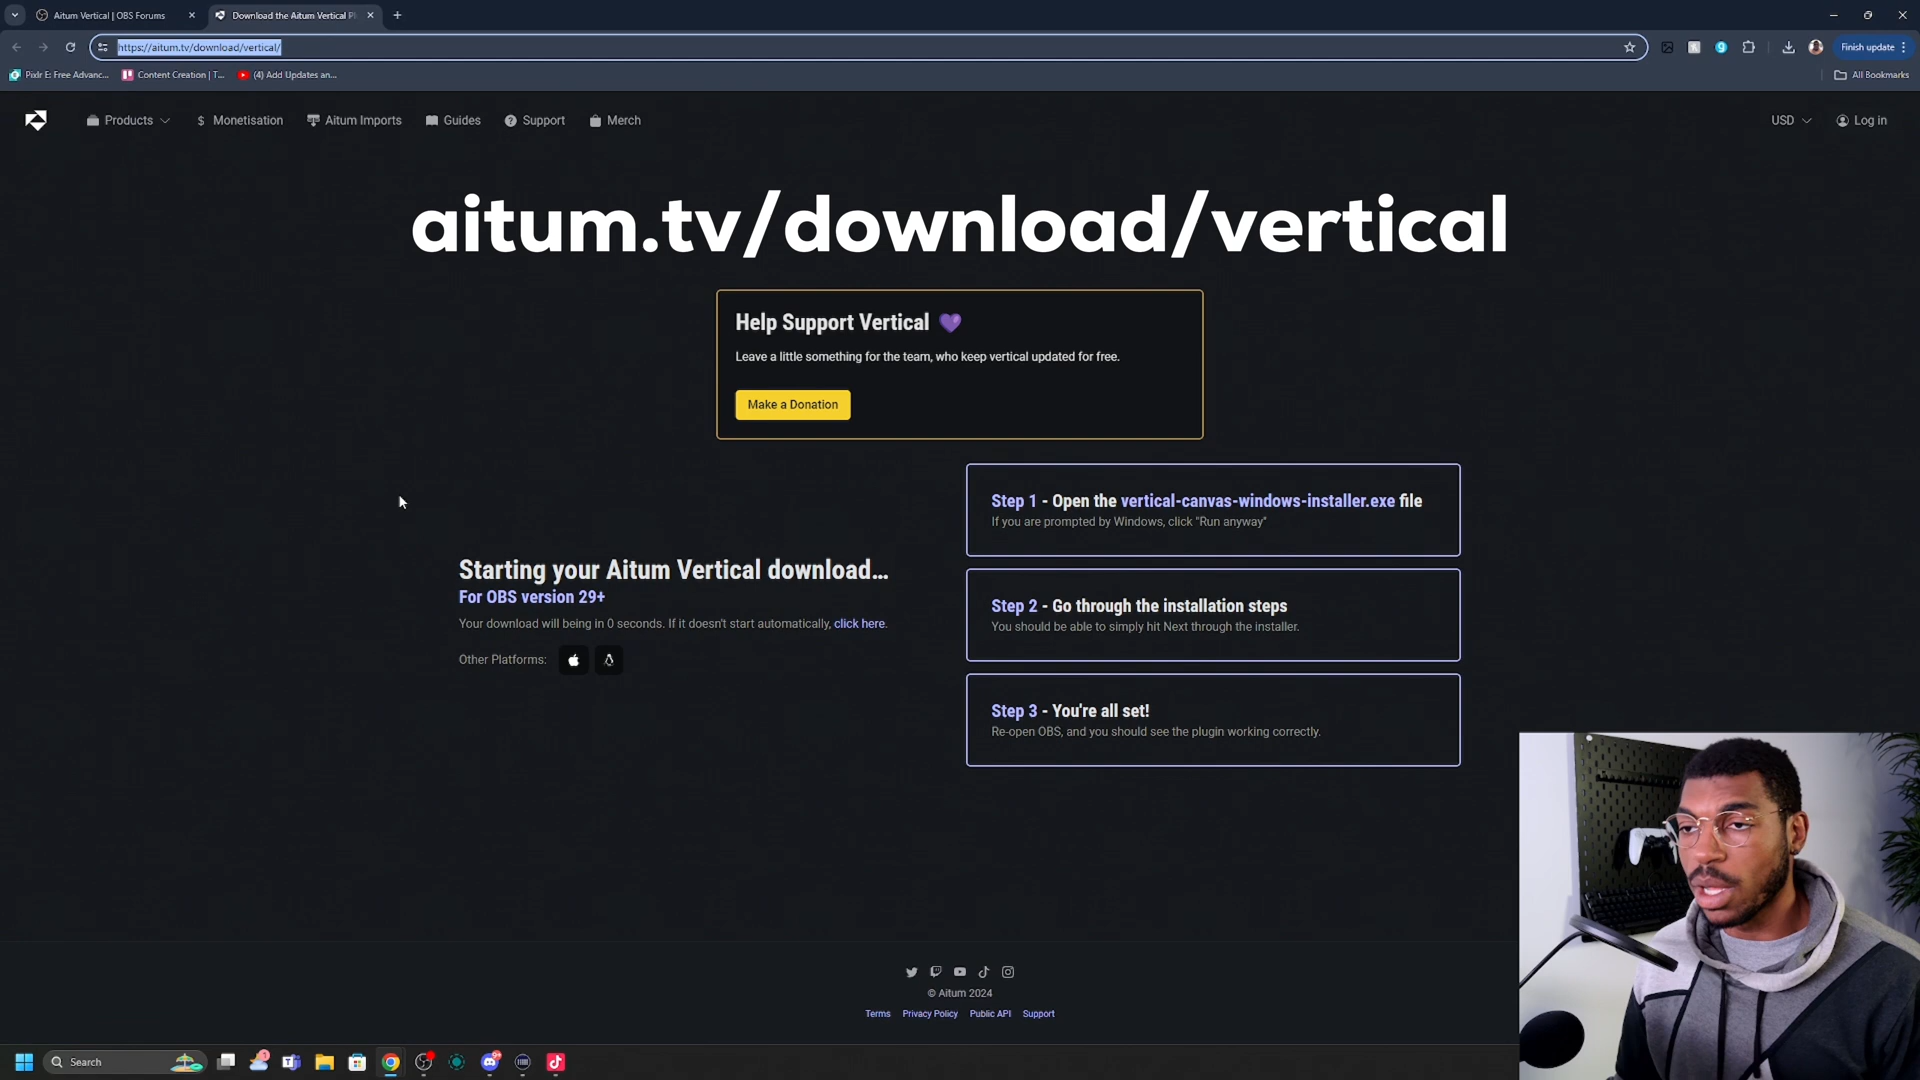 Aitum Vertical | OBS Forums
Download the Aitum Vertical Pl
https://aitum.tv/download/vertical/
Finish update
Pixlr E: Free Advanc...
Content Creation | T...
(4) Add Updates an...
All Bookmarks
Products
$ Monetisation
Aitum Imports
Guides
Support
Merch
USD
Log in
aitum.tv/download/vertical
Help Support Vertical 💜
Leave a little something for the team, who keep vertical updated for free.
Make a Donation
Starting your Aitum Vertical download...
For OBS version 29+
Your download will being in 0 seconds. If it doesn't start automatically, click here.
Other Platforms:
Step 1 - Open the vertical-canvas-windows-installer.exe file
If you are prompted by Windows, click "Run anyway"
Step 2 - Go through the installation steps
You should be able to simply hit Next through the installer.
Step 3 - You're all set!
Re-open OBS, and you should see the plugin working correctly.
© Aitum 2024
Terms
Privacy Policy
Public API
Support
Search